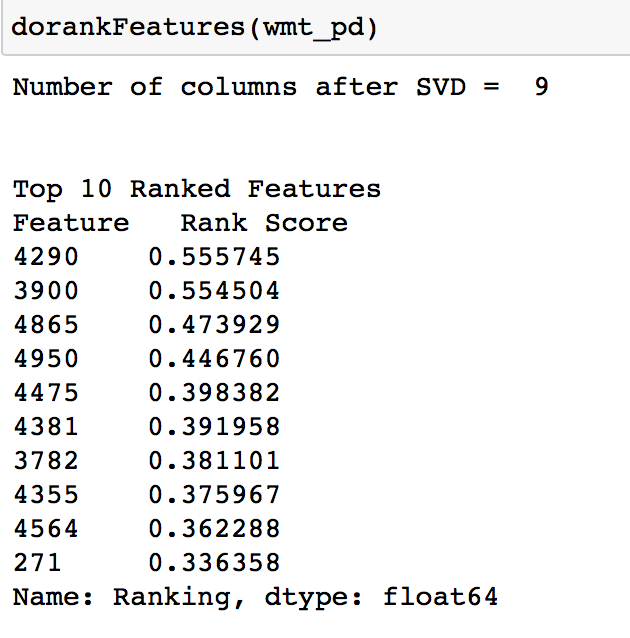 dorankFeatures(wmt_pd)
Number of columns after SVD =  9
Top 10 Ranked Features
Feature   Rank Score
4290    0.555745
3900    0.554504
4865    0.473929
4950    0.446760
4475    0.398382
4381    0.391958
3782    0.381101
4355    0.375967
4564    0.362288
271     0.336358
Name: Ranking, dtype: float64